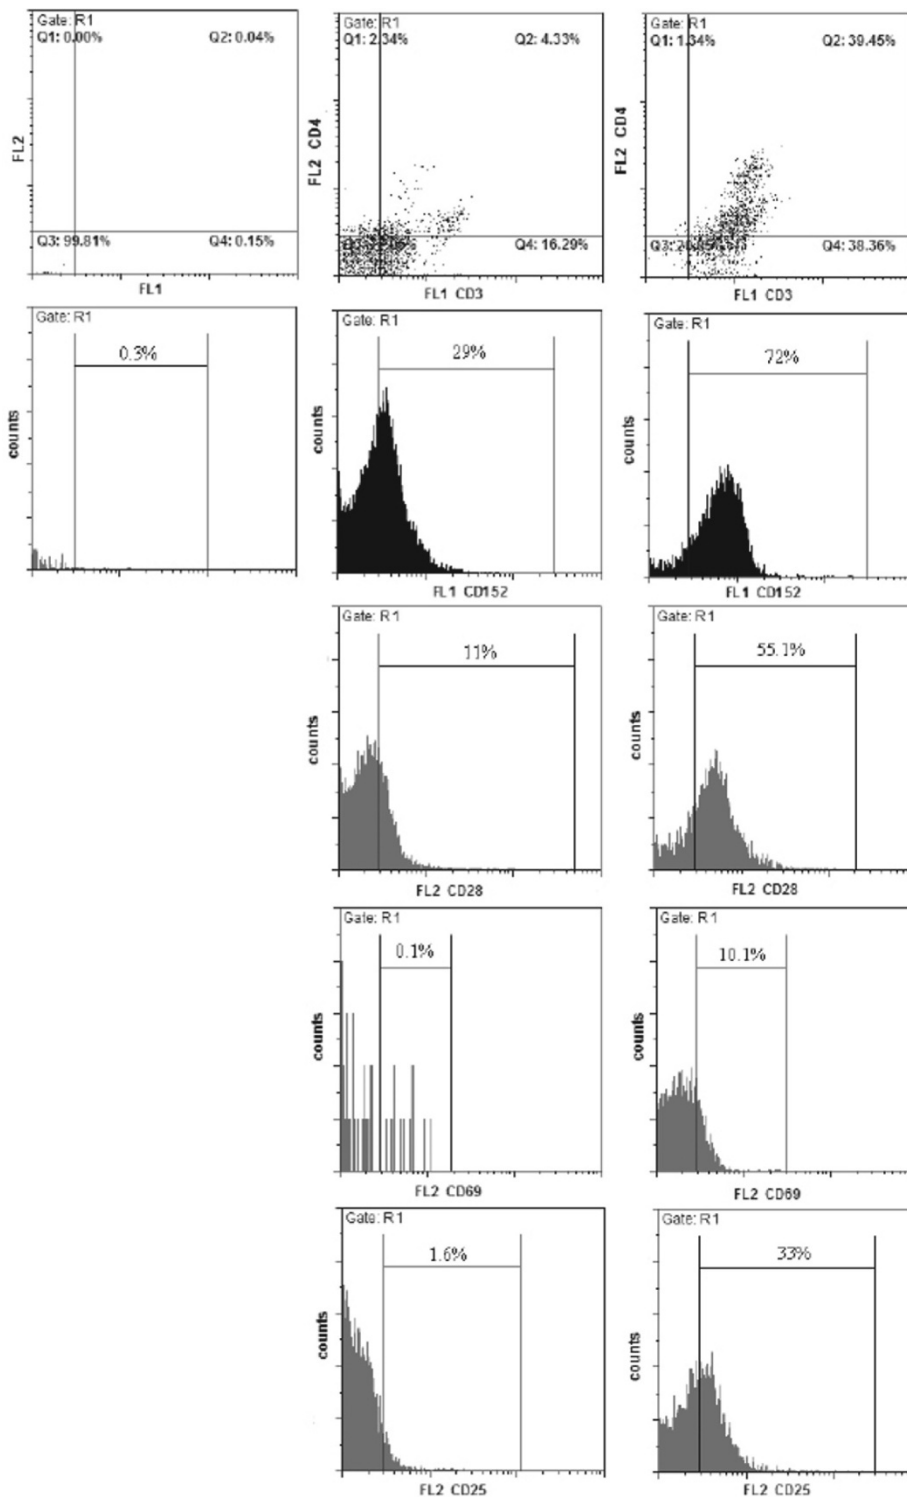 Gate: R1
Q1: 0.00% Q2: 0.04%
FL2
Q3: 99.81% Q4: 0.15%
FL1
Gate: R1
Q1: 2.34% Q2: 4.33%
FL2 CD4
Q4: 16.29%
FL1 CD3
Gate: R1
Q1: 1.34% Q2: 39.45%
FL2 CD4
Q4: 38.36%
FL1 CD3
Gate: R1
0.3%
counts
Gate: R1
29%
counts
FL1 CD152
Gate: R1
72%
counts
FL1 CD152
Gate: R1
11%
counts
FL2 CD28
Gate: R1
55.1%
counts
FL2 CD28
Gate: R1
0.1%
counts
FL2 CD69
Gate: R1
10.1%
counts
FL2 CD69
Gate: R1
1.6%
counts
FL2 CD25
Gate: R1
33%
counts
FL2 CD25